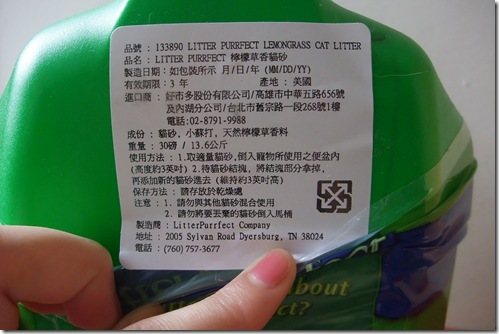 品號 : 133890 LITTER PURRFECT LEMONGRASS CAT LITTER
品名 : LITTER PURRFECT 檸檬草香貓砂
製造日期:如包裝所示 月/日/年 (MM/DD/YY)
有效期限:3 年 產地 : 美國
進口商 : 好市多股份有限公司/高雄市中華五路656號
及內湖分公司/台北市舊宗路一段268號1樓
電話:02-8791-9988
成份 : 貓砂, 小蘇打, 天然檸檬草香料
重量 : 30磅 / 13.6公斤
使用方法 : 1.取適量貓砂,倒入寵物所使用之便盆內
(高度約3英吋) 2.待貓砂結塊, 將結塊部分拿掉,
再添加新的貓砂進去 (維持約3英吋高)
保存方法 : 請存放於乾燥處
注意 : 1. 請勿與其他貓砂混合使用
2. 請勿將要丟棄的貓砂倒入馬桶
製造商 : LitterPurrfect Company
地址 : 2005 Sylvan Road Dyersburg, TN 38024
電話 : (760) 757-3677
about